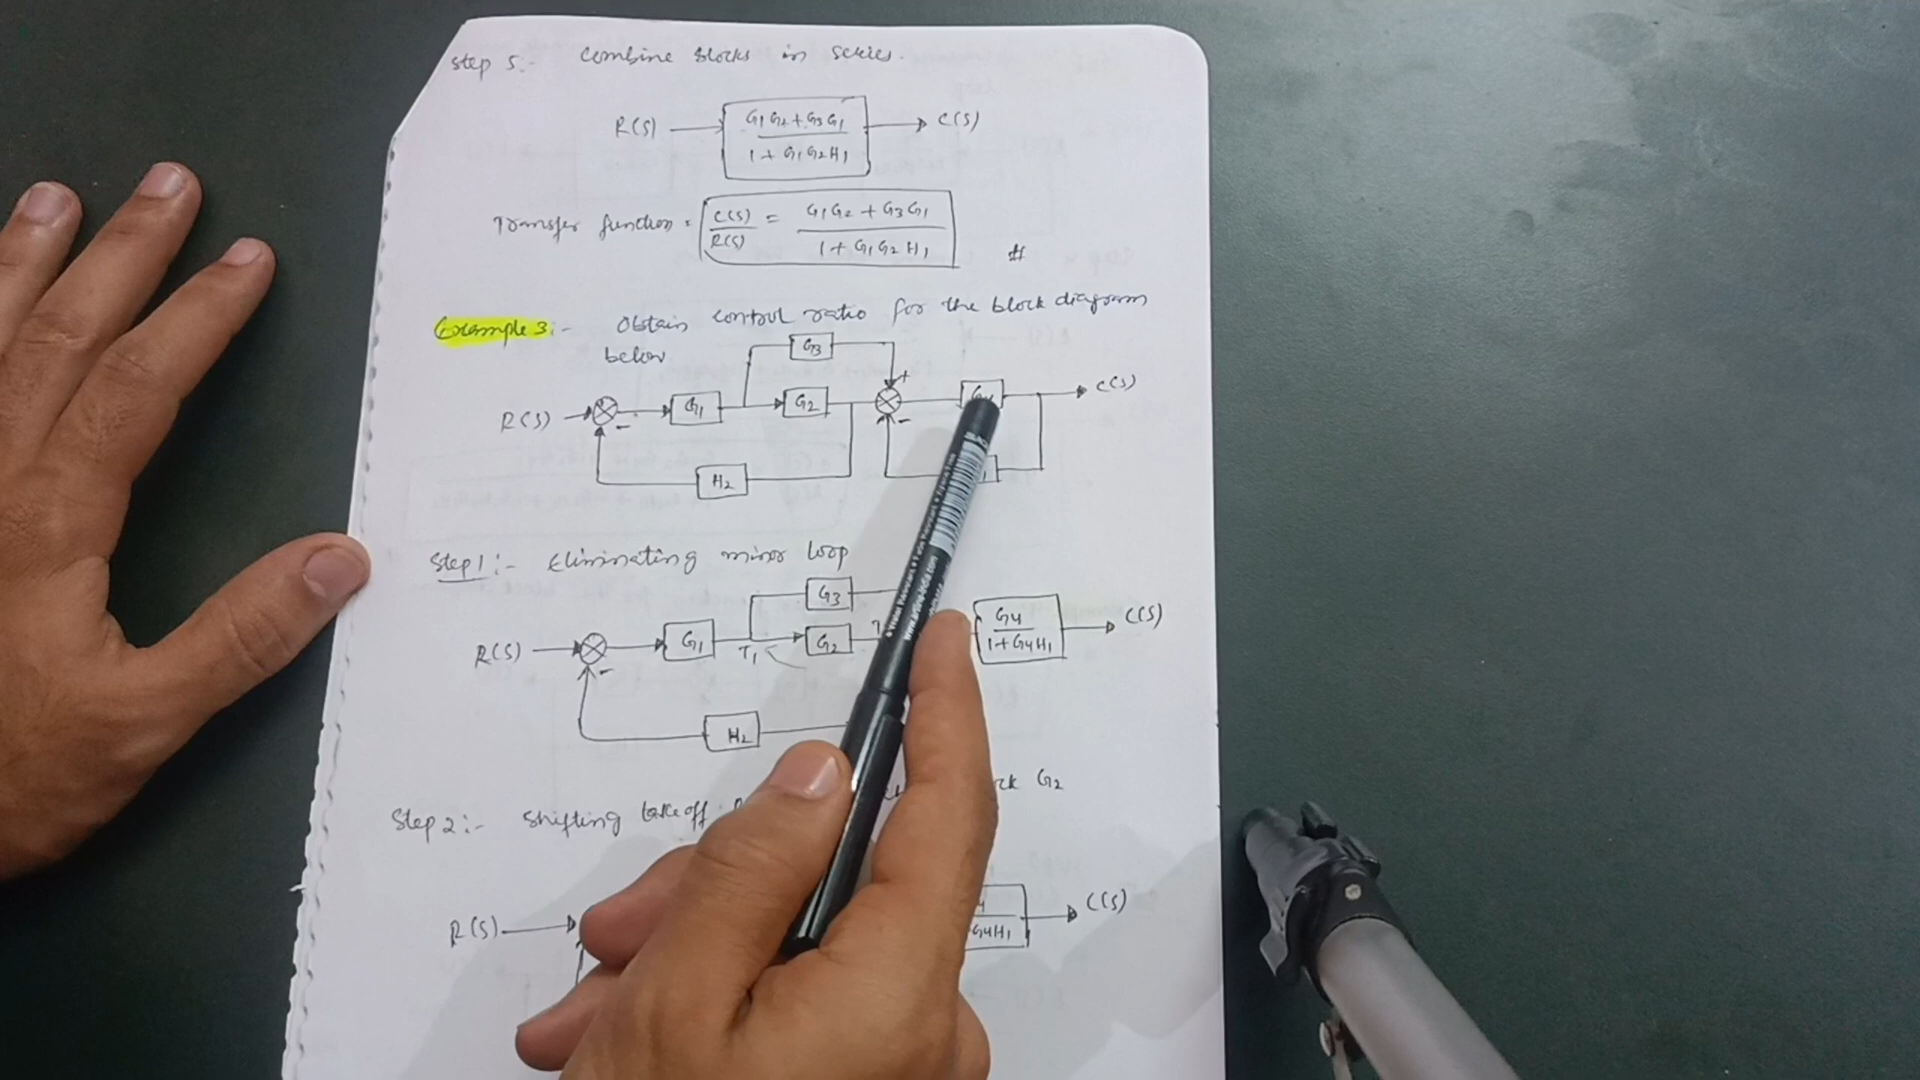 Step 5:- Combine blocks in series.
R(S) G1G2+G3G1 C(S)
1+G1G2H1
Transfer function = C(S) = G1G2+G3G1
R(S) 1+G1G2H1 #
Example 3:- Obtain control ratio for the block diagram
below
G3
+
R(S) G1 G2 G4 C(S)
- -
H2
Step 1:- Eliminating minor loop
G3
R(S) G1 T1 G2 G4 C(S)
1+G4H1
-
H2
Step 2:- Shifting takeoff G2
R(S) C(S)
G4H1